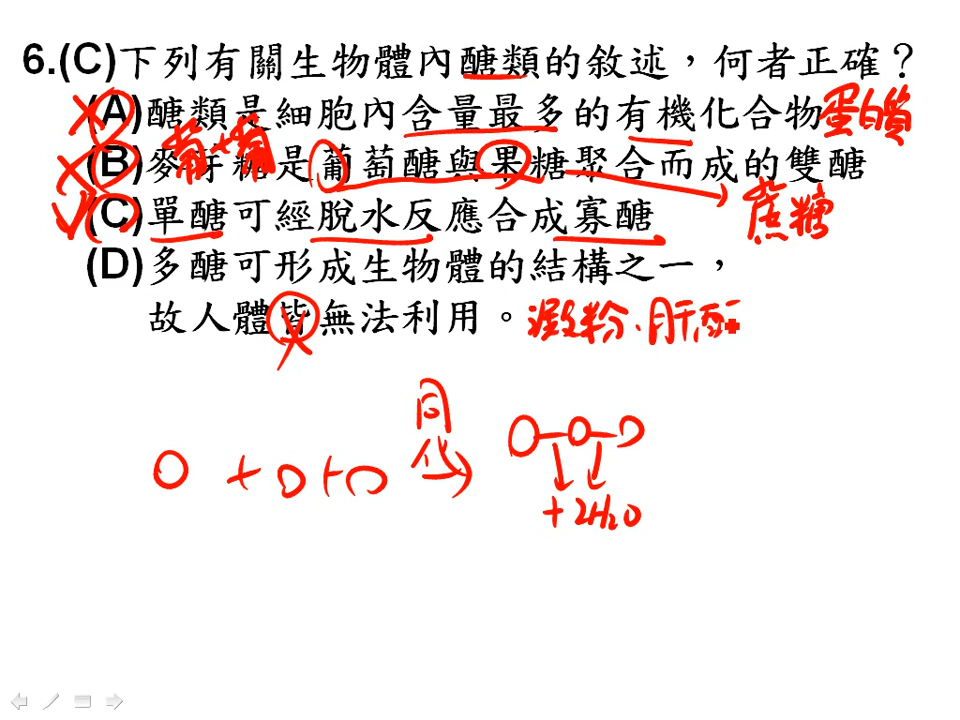 6.(C)下列有關生物體內醣類的敘述，何者正確？
(A)醣類是細胞內含量最多的有機化合物 蛋白質
(B)麥芽糖是葡萄醣與果糖聚合而成的雙醣
葡+葡
蔗糖
(C)單醣可經脫水反應合成寡醣
(D)多醣可形成生物體的結構之一，
故人體皆無法利用。 澱粉、肝
同化
+ 2H₂O